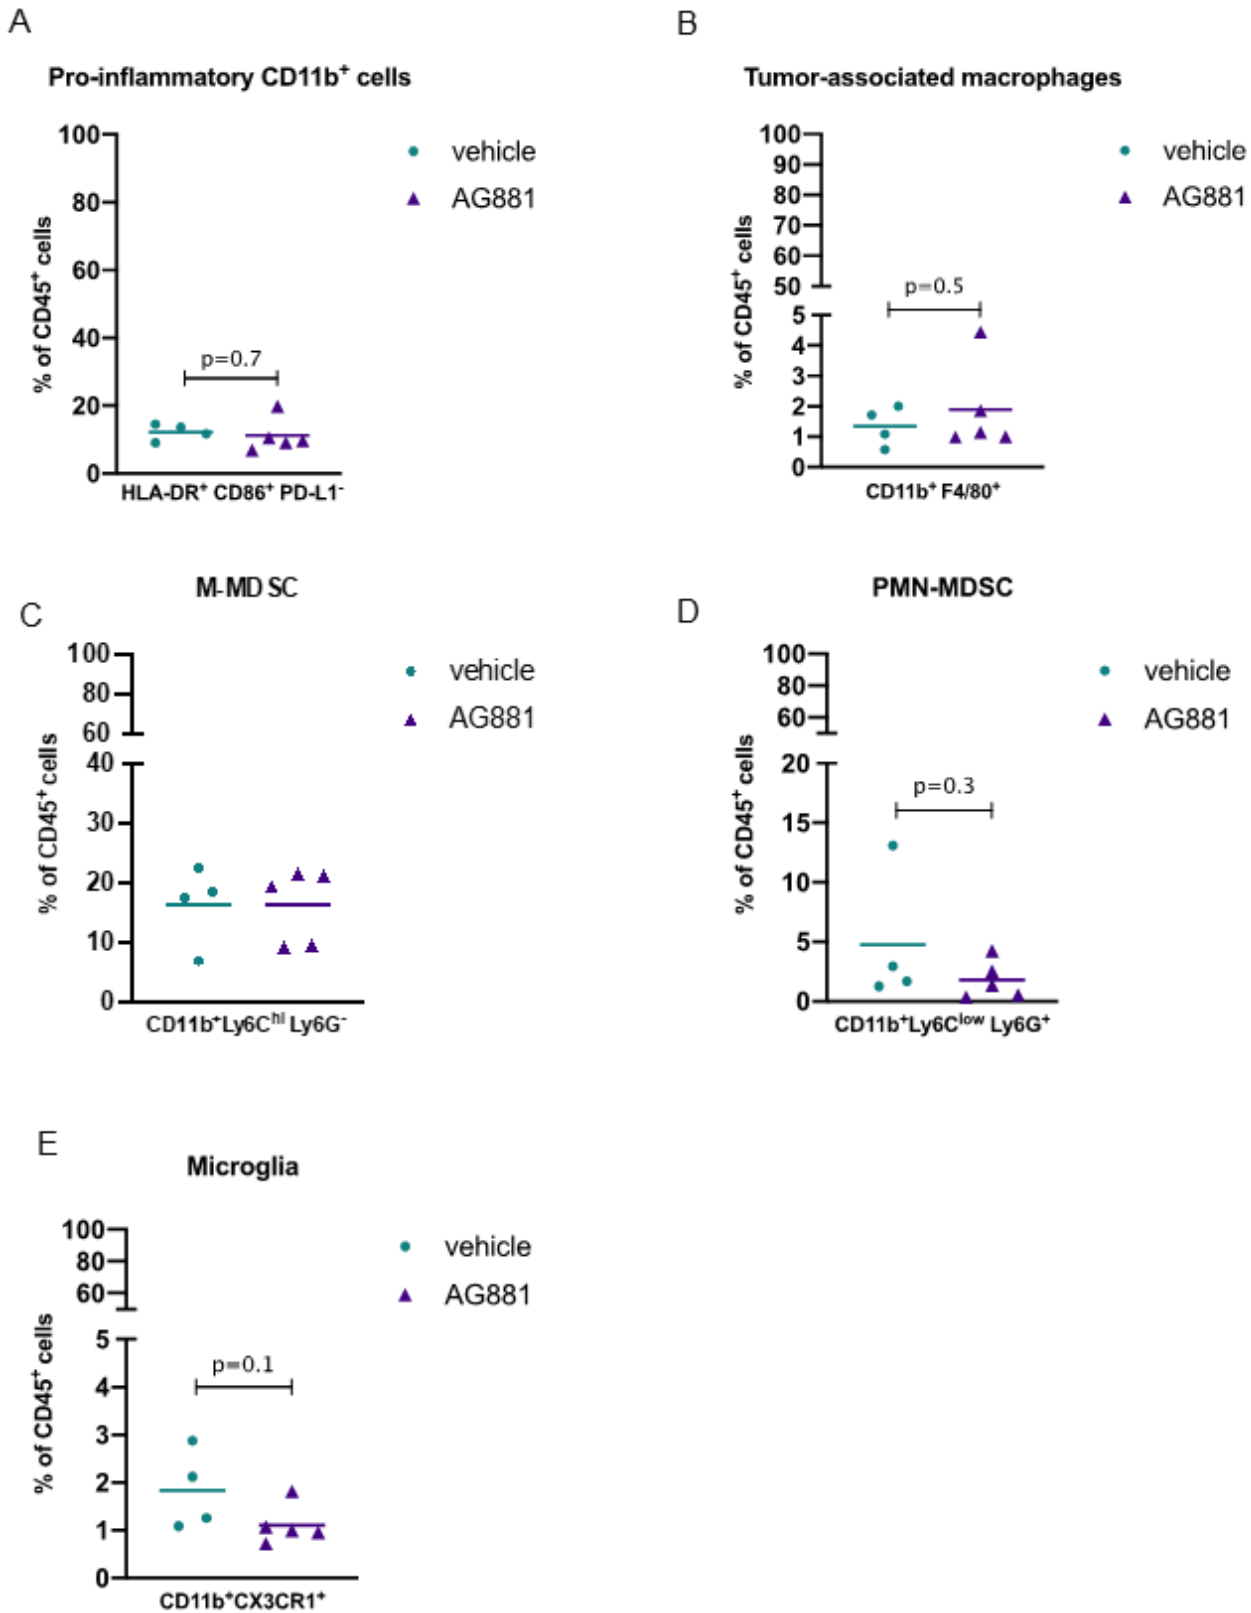 A
Pro-inflammatory CD11b⁺ cells
% of CD45⁺ cells
100
80
60
40
20
0
p=0.7
HLA-DR⁺ CD86⁺ PD-L1⁻
vehicle
AG881
B
Tumor-associated macrophages
% of CD45⁺ cells
100
90
80
70
60
50
5
4
3
2
1
0
p=0.5
CD11b⁺ F4/80⁺
vehicle
AG881
C
M-MDSC
% of CD45⁺ cells
100
80
60
40
30
20
10
0
CD11b⁺Ly6Cʰⁱ Ly6G⁻
vehicle
AG881
D
PMN-MDSC
% of CD45⁺ cells
100
80
60
20
15
10
5
0
p=0.3
CD11b⁺Ly6Cˡᵒʷ Ly6G⁺
vehicle
AG881
E
Microglia
% of CD45⁺ cells
100
80
60
5
4
3
2
1
0
p=0.1
CD11b⁺CX3CR1⁺
vehicle
AG881